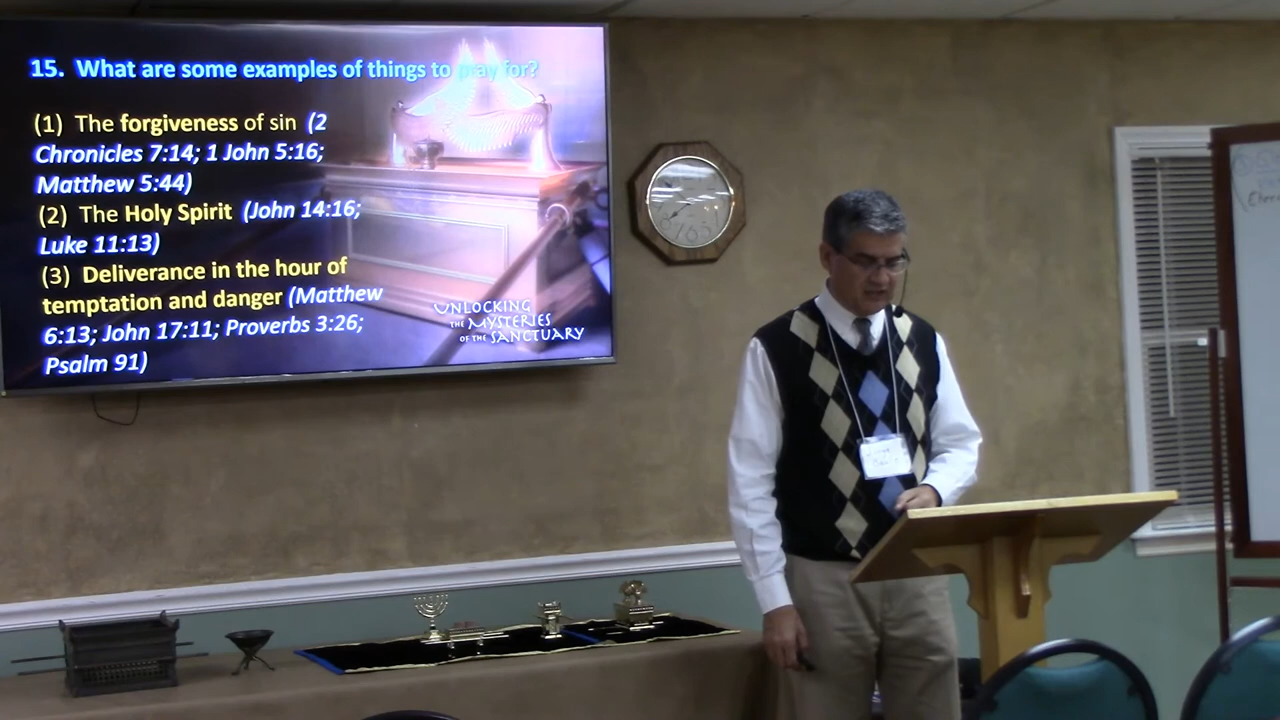 15. What are some examples of things to pray for?
(1) The forgiveness of sin (2
Chronicles 7:14; 1 John 5:16;
Matthew 5:44)
(2) The Holy Spirit (John 14:16;
Luke 11:13)
(3) Deliverance in the hour of
temptation and danger (Matthew
6:13; John 17:11; Proverbs 3:26;
Psalm 91)
UNLOCKING
THE MYSTERIES
OF THE SANCTUARY